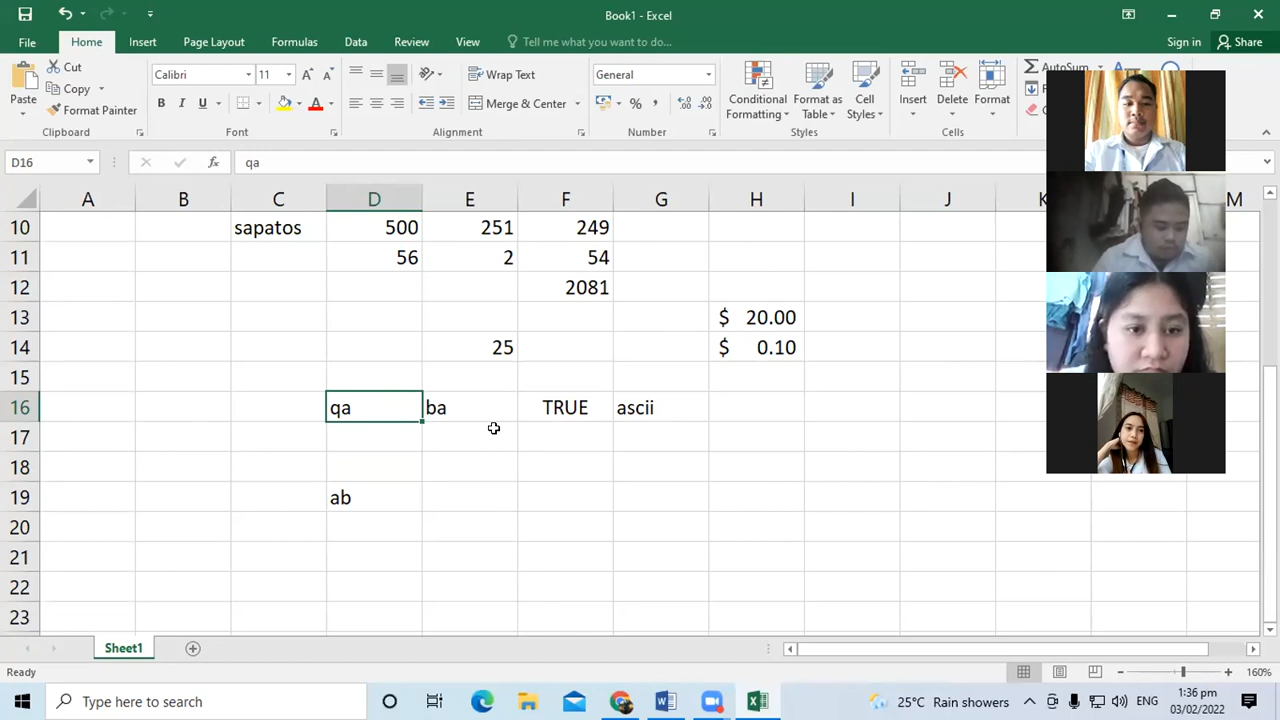 Book1 - Excel
File Home Insert Page Layout Formulas Data Review View Tell me what you want to do... Sign in Share
Paste
Cut
Copy
Format Painter
Clipboard
Calibri 11
B I U
Font
Wrap Text
Merge & Center
Alignment
General
%
Number
Conditional Formatting
Format as Table
Cell Styles
Styles
Insert Delete Format
Cells
AutoSum
D16 fx qa
A B C D E F G H I J K M
10 sapatos 500 251 249
11 56 2 54
12 2081
13 $ 20.00
14 25 $ 0.10
15
16 qa ba TRUE ascii
17
18
19 ab
20
21
22
23
Sheet1
Ready 160%
Type here to search
25°C Rain showers ENG
1:36 pm
03/02/2022